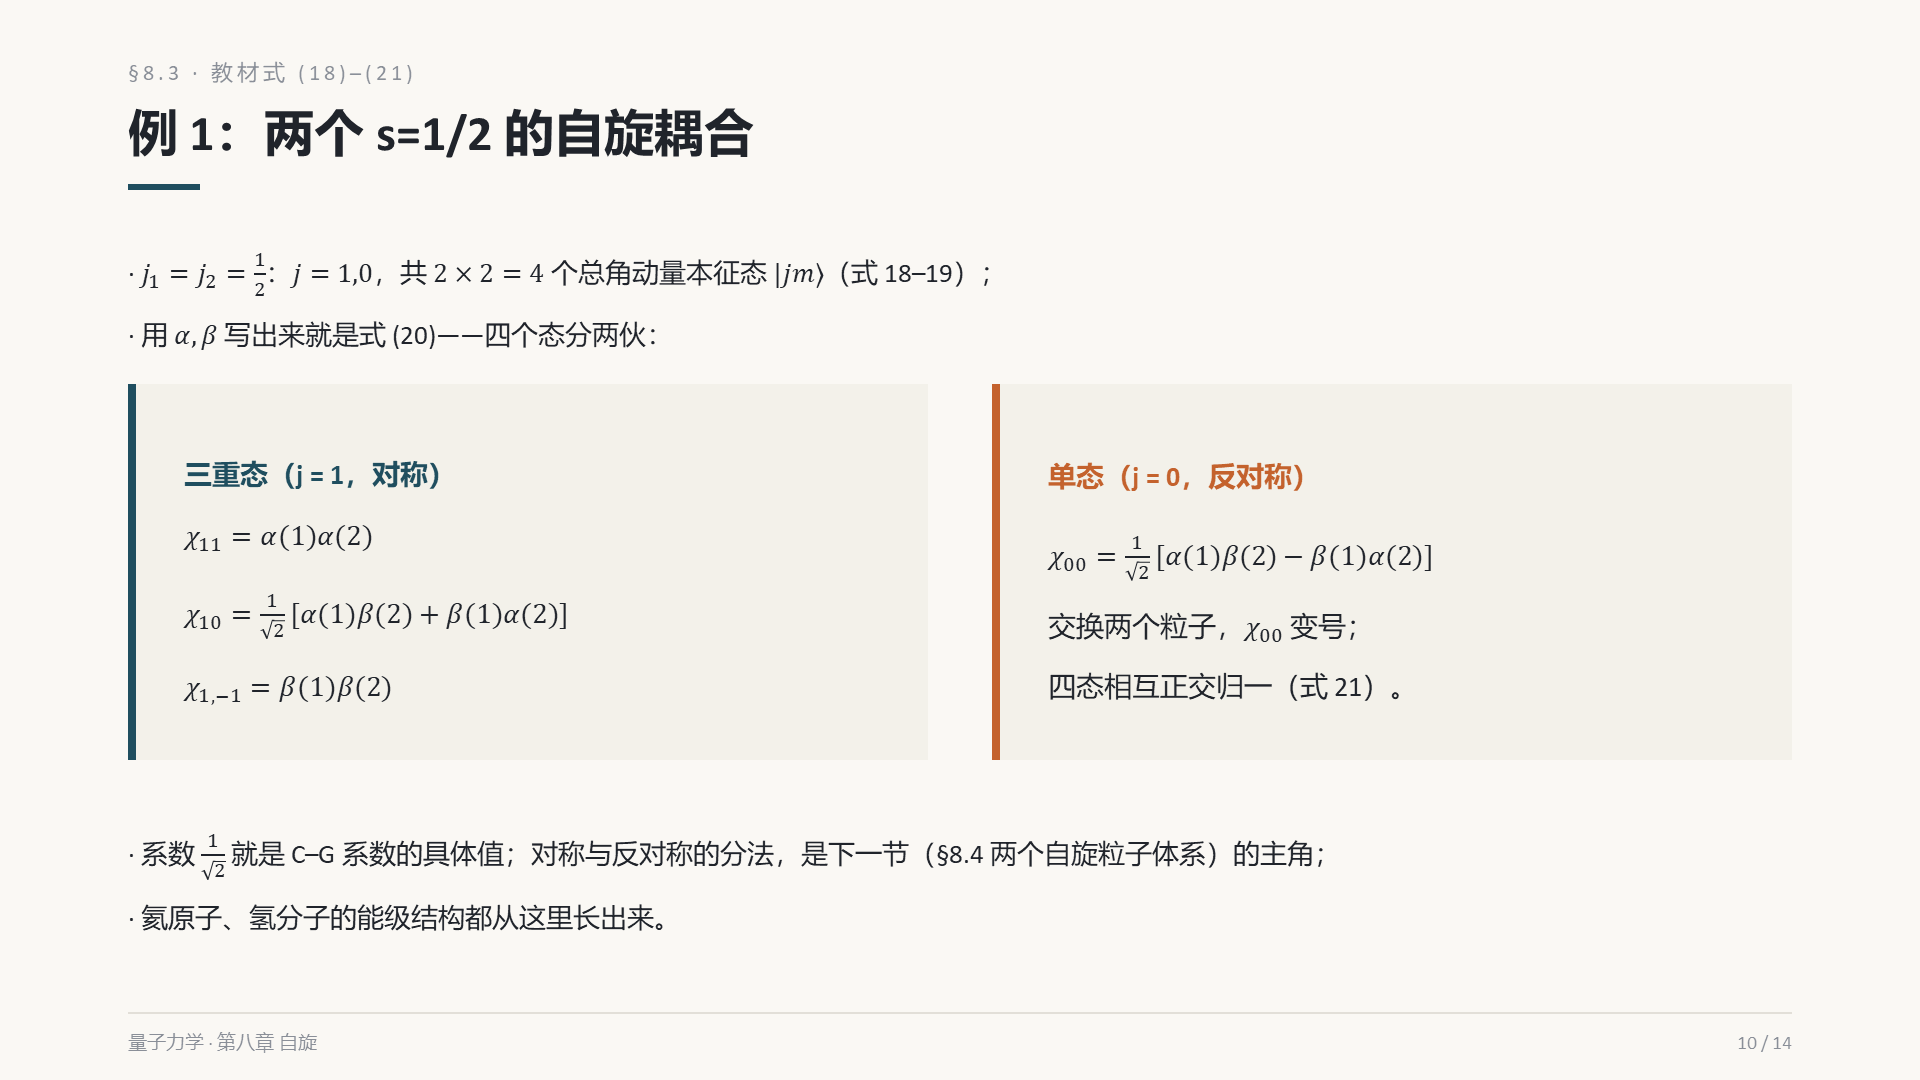 §8.3 · 教材式 (18)–(21)
例 1：两个 s=1/2 的自旋耦合
· j₁ = j₂ = 1/2：j = 1,0，共 2 × 2 = 4 个总角动量本征态 |jm⟩（式 18–19）；
· 用 α,β 写出来就是式 (20)——四个态分两伙：
三重态（j = 1，对称）
χ₁₁ = α(1)α(2)
χ₁₀ = 1/√2 [α(1)β(2) + β(1)α(2)]
χ₁,₋₁ = β(1)β(2)
单态（j = 0，反对称）
χ₀₀ = 1/√2 [α(1)β(2) − β(1)α(2)]
交换两个粒子，χ₀₀ 变号；
四态相互正交归一（式 21）。
· 系数 1/√2 就是 C–G 系数的具体值；对称与反对称的分法，是下一节（§8.4 两个自旋粒子体系）的主角；
· 氦原子、氢分子的能级结构都从这里长出来。
量子力学 · 第八章 自旋
10 / 14